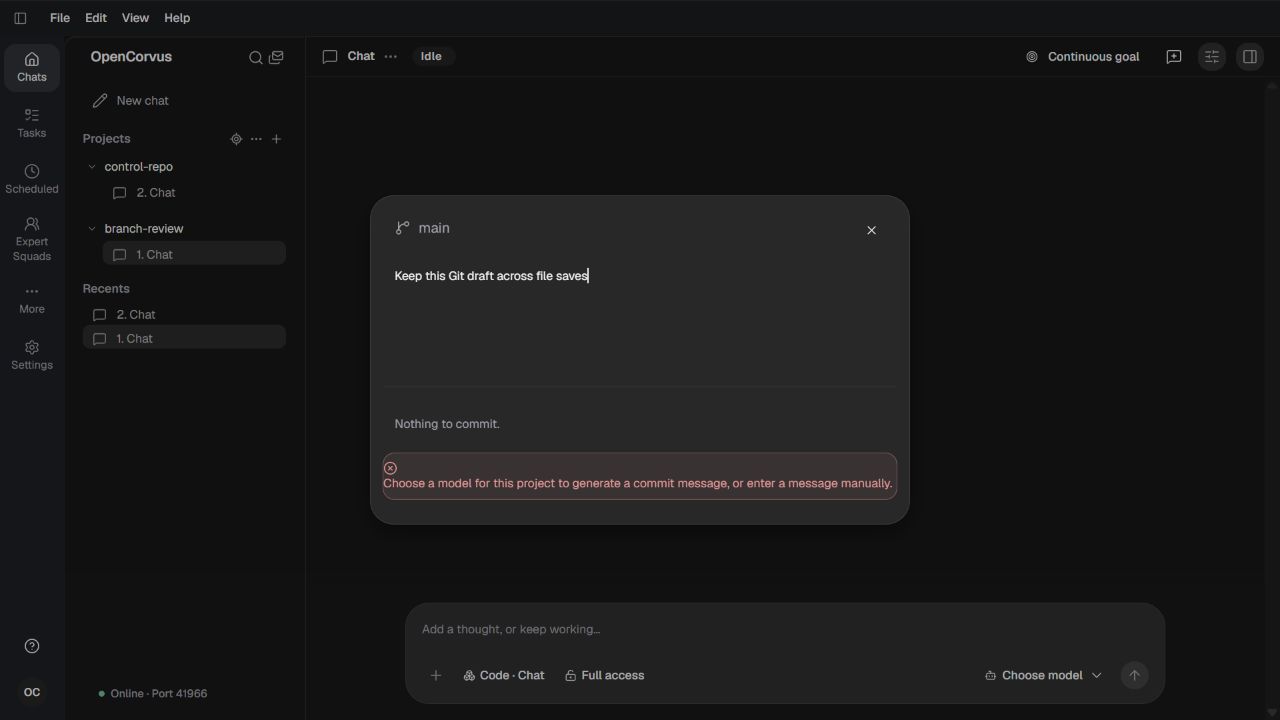 File Edit View Help
OpenCorvus
Chats
Tasks
Scheduled
Expert
Squads
More
Settings
OC
New chat
Projects
control-repo
2. Chat
branch-review
1. Chat
Recents
2. Chat
1. Chat
Online · Port 41966
Chat ··· Idle
Continuous goal
main
Keep this Git draft across file saves
Nothing to commit.
Choose a model for this project to generate a commit message, or enter a message manually.
Add a thought, or keep working...
Code · Chat Full access Choose model